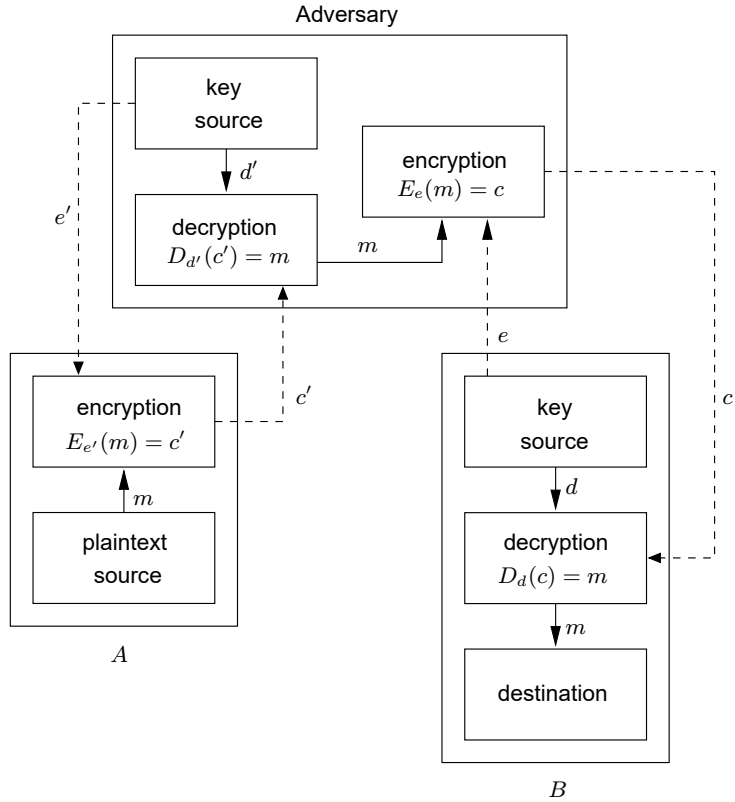 Adversary
key
source
d′
encryption
E_e(m) = c
e′
decryption
D_{d′}(c′) = m
m
e
c′
c
encryption
E_{e′}(m) = c′
m
plaintext
source
A
key
source
d
decryption
D_d(c) = m
m
destination
B